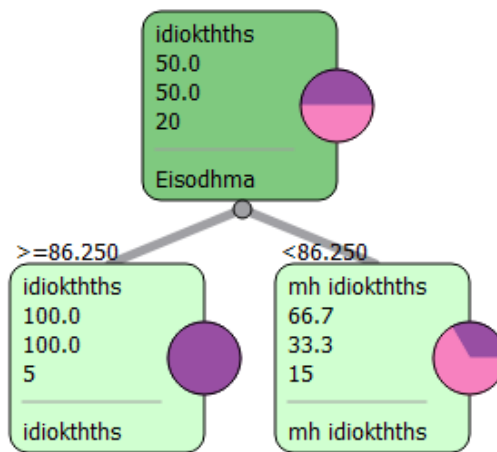 idiokthths
50.0
50.0
20
Eisodhma
>=86.250
<86.250
idiokthths
100.0
100.0
5
idiokthths
mh idiokthths
66.7
33.3
15
mh idiokthths